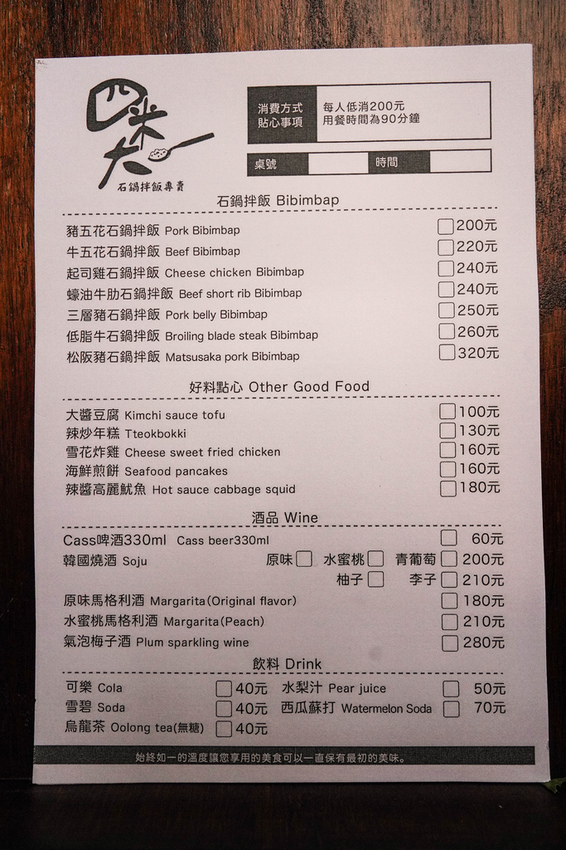 四米大
石鍋拌飯專賣
消費方式
貼心事項
每人低消200元
用餐時間為90分鐘
桌號
時間
石鍋拌飯 Bibimbap
豬五花石鍋拌飯 Pork Bibimbap 200元
牛五花石鍋拌飯 Beef Bibimbap 220元
起司雞石鍋拌飯 Cheese chicken Bibimbap 240元
蠔油牛肋石鍋拌飯 Beef short rib Bibimbap 240元
三層豬石鍋拌飯 Pork belly Bibimbap 250元
低脂牛石鍋拌飯 Broiling blade steak Bibimbap 260元
松阪豬石鍋拌飯 Matsusaka pork Bibimbap 320元
好料點心 Other Good Food
大醬豆腐 Kimchi sauce tofu 100元
辣炒年糕 Tteokbokki 130元
雪花炸雞 Cheese sweet fried chicken 160元
海鮮煎餅 Seafood pancakes 160元
辣醬高麗魷魚 Hot sauce cabbage squid 180元
酒品 Wine
Cass啤酒330ml Cass beer330ml 60元
韓國燒酒 Soju 原味 水蜜桃 青葡萄 200元
柚子 李子 210元
原味馬格利酒 Margarita(Original flavor) 180元
水蜜桃馬格利酒 Margarita(Peach) 210元
氣泡梅子酒 Plum sparkling wine 280元
飲料 Drink
可樂 Cola 40元 水梨汁 Pear juice 50元
雪碧 Soda 40元 西瓜蘇打 Watermelon Soda 70元
烏龍茶 Oolong tea(無糖) 40元
始終如一的溫度讓您享用的美食可以一直保有最初的美味。